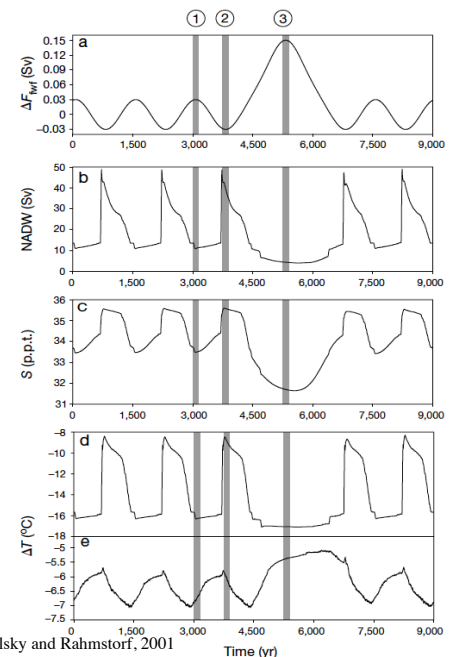 ① ② ③
a
ΔFfwf (Sv)
0.15
0.12
0.09
0.06
0.03
0
−0.03
0 1,500 3,000 4,500 6,000 7,500 9,000
b
NADW (Sv)
50
40
30
20
10
0
0 1,500 3,000 4,500 6,000 7,500 9,000
c
S (p.p.t.)
36
35
34
33
32
31
0 1,500 3,000 4,500 6,000 7,500 9,000
d
−8
−10
−12
−14
−16
−18
ΔT (°C)
e
−5
−5.5
−6
−6.5
−7
−7.5
0 1,500 3,000 4,500 6,000 7,500 9,000
Time (yr)
lsky and Rahmstorf, 2001